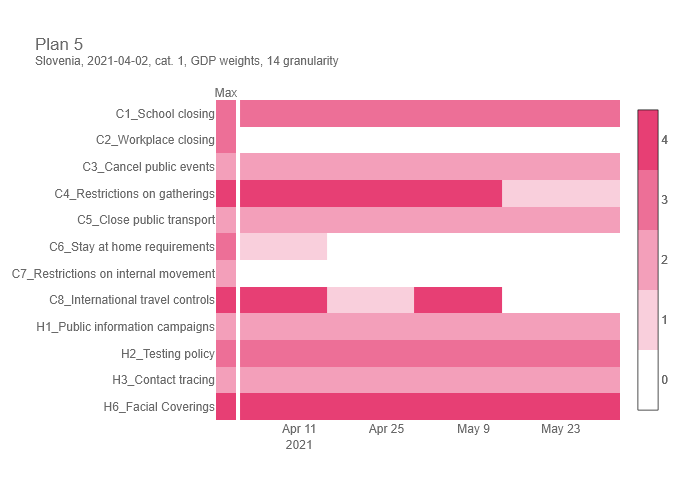 Plan 5
Slovenia, 2021-04-02, cat. 1, GDP weights, 14 granularity
Max
C1_School closing
C2_Workplace closing
C3_Cancel public events
C4_Restrictions on gatherings
C5_Close public transport
C6_Stay at home requirements
C7_Restrictions on internal movement
C8_International travel controls
H1_Public information campaigns
H2_Testing policy
H3_Contact tracing
H6_Facial Coverings
Apr 11
2021
Apr 25
May 9
May 23
4
3
2
1
0